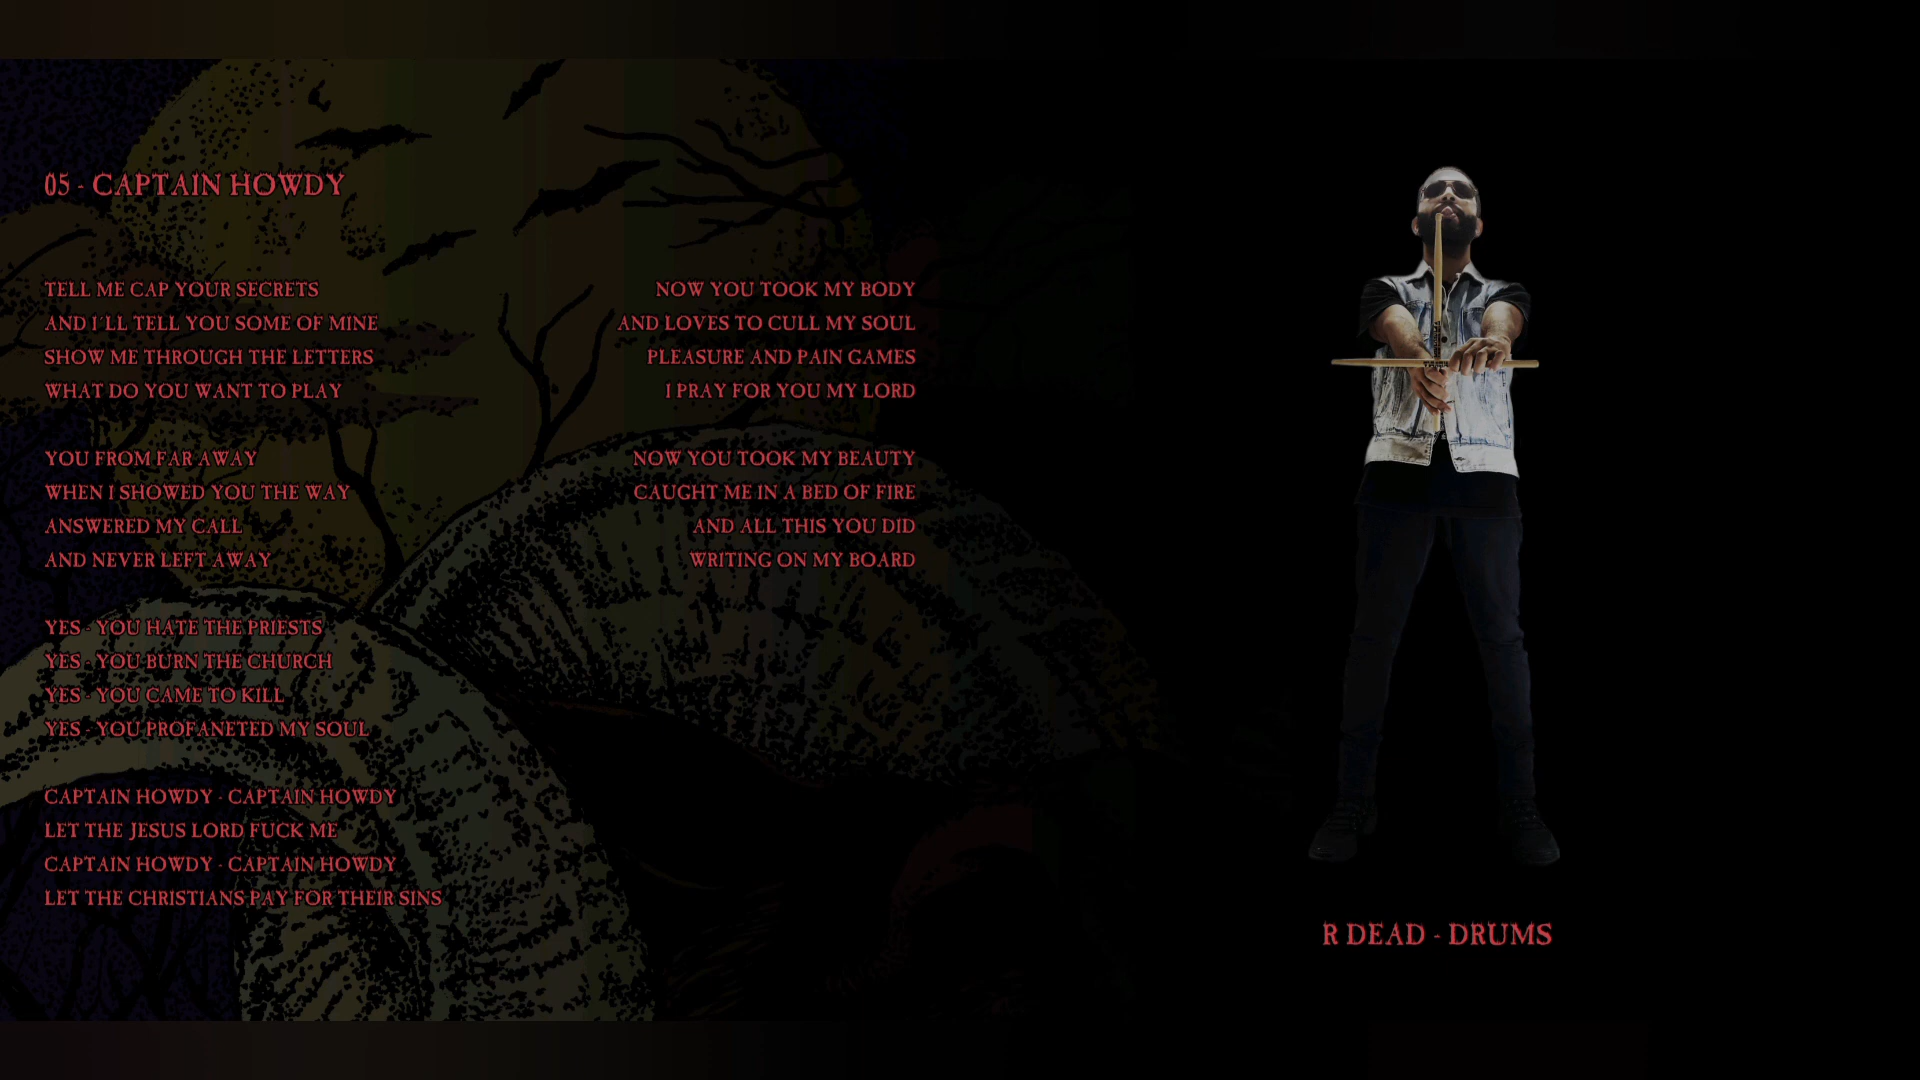 05 - CAPTAIN HOWDY
TELL ME CAP YOUR SECRETS
AND I´LL TELL YOU SOME OF MINE
SHOW ME THROUGH THE LETTERS
WHAT DO YOU WANT TO PLAY
YOU FROM FAR AWAY
WHEN I SHOWED YOU THE WAY
ANSWERED MY CALL
AND NEVER LEFT AWAY
YES - YOU HATE THE PRIESTS
YES - YOU BURN THE CHURCH
YES - YOU CAME TO KILL
YES - YOU PROFANETED MY SOUL
CAPTAIN HOWDY - CAPTAIN HOWDY
LET THE JESUS LORD FUCK ME
CAPTAIN HOWDY - CAPTAIN HOWDY
LET THE CHRISTIANS PAY FOR THEIR SINS
NOW YOU TOOK MY BODY
AND LOVES TO CULL MY SOUL
PLEASURE AND PAIN GAMES
I PRAY FOR YOU MY LORD
NOW YOU TOOK MY BEAUTY
CAUGHT ME IN A BED OF FIRE
AND ALL THIS YOU DID
WRITING ON MY BOARD
R DEAD - DRUMS